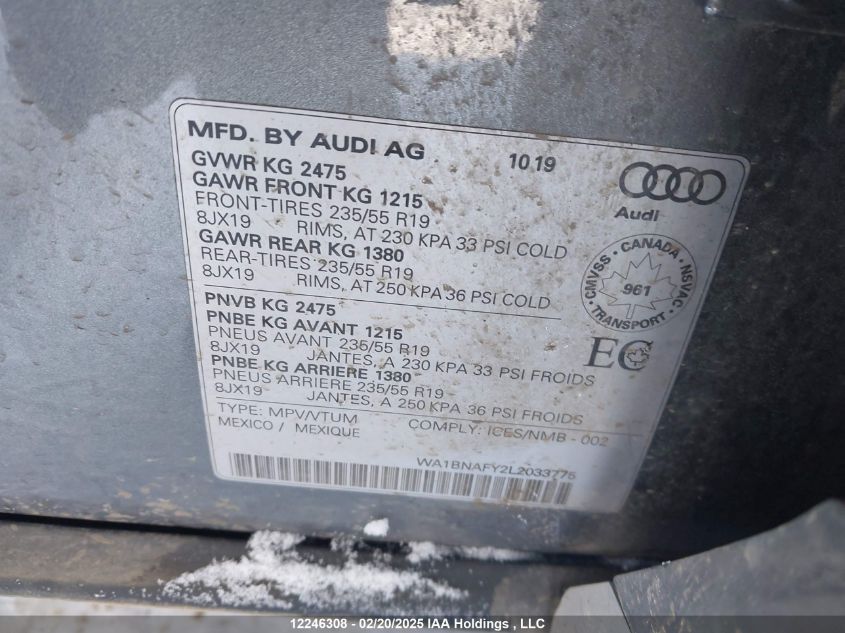 MFD. BY AUDI AG 10.19
GVWR KG 2475
GAWR FRONT KG 1215
FRONT-TIRES 235/55 R19
8JX19 RIMS, AT 230 KPA 33 PSI COLD
GAWR REAR KG 1380
REAR-TIRES 235/55 R19
8JX19 RIMS, AT 250 KPA 36 PSI COLD
Audi
CMVSS · CANADA · NSVAC
961
TRANSPORT
PNVB KG 2475
PNBE KG AVANT 1215
PNEUS AVANT 235/55 R19
8JX19 JANTES, A 230 KPA 33 PSI FROIDS
PNBE KG ARRIERE 1380
PNEUS ARRIERE 235/55 R19
8JX19 JANTES, A 250 KPA 36 PSI FROIDS
EC
TYPE: MPV/VTUM COMPLY: ICES/NMB - 002
MEXICO / MEXIQUE
WA1BNAFY2L2033775
12246308 - 02/20/2025 IAA Holdings , LLC